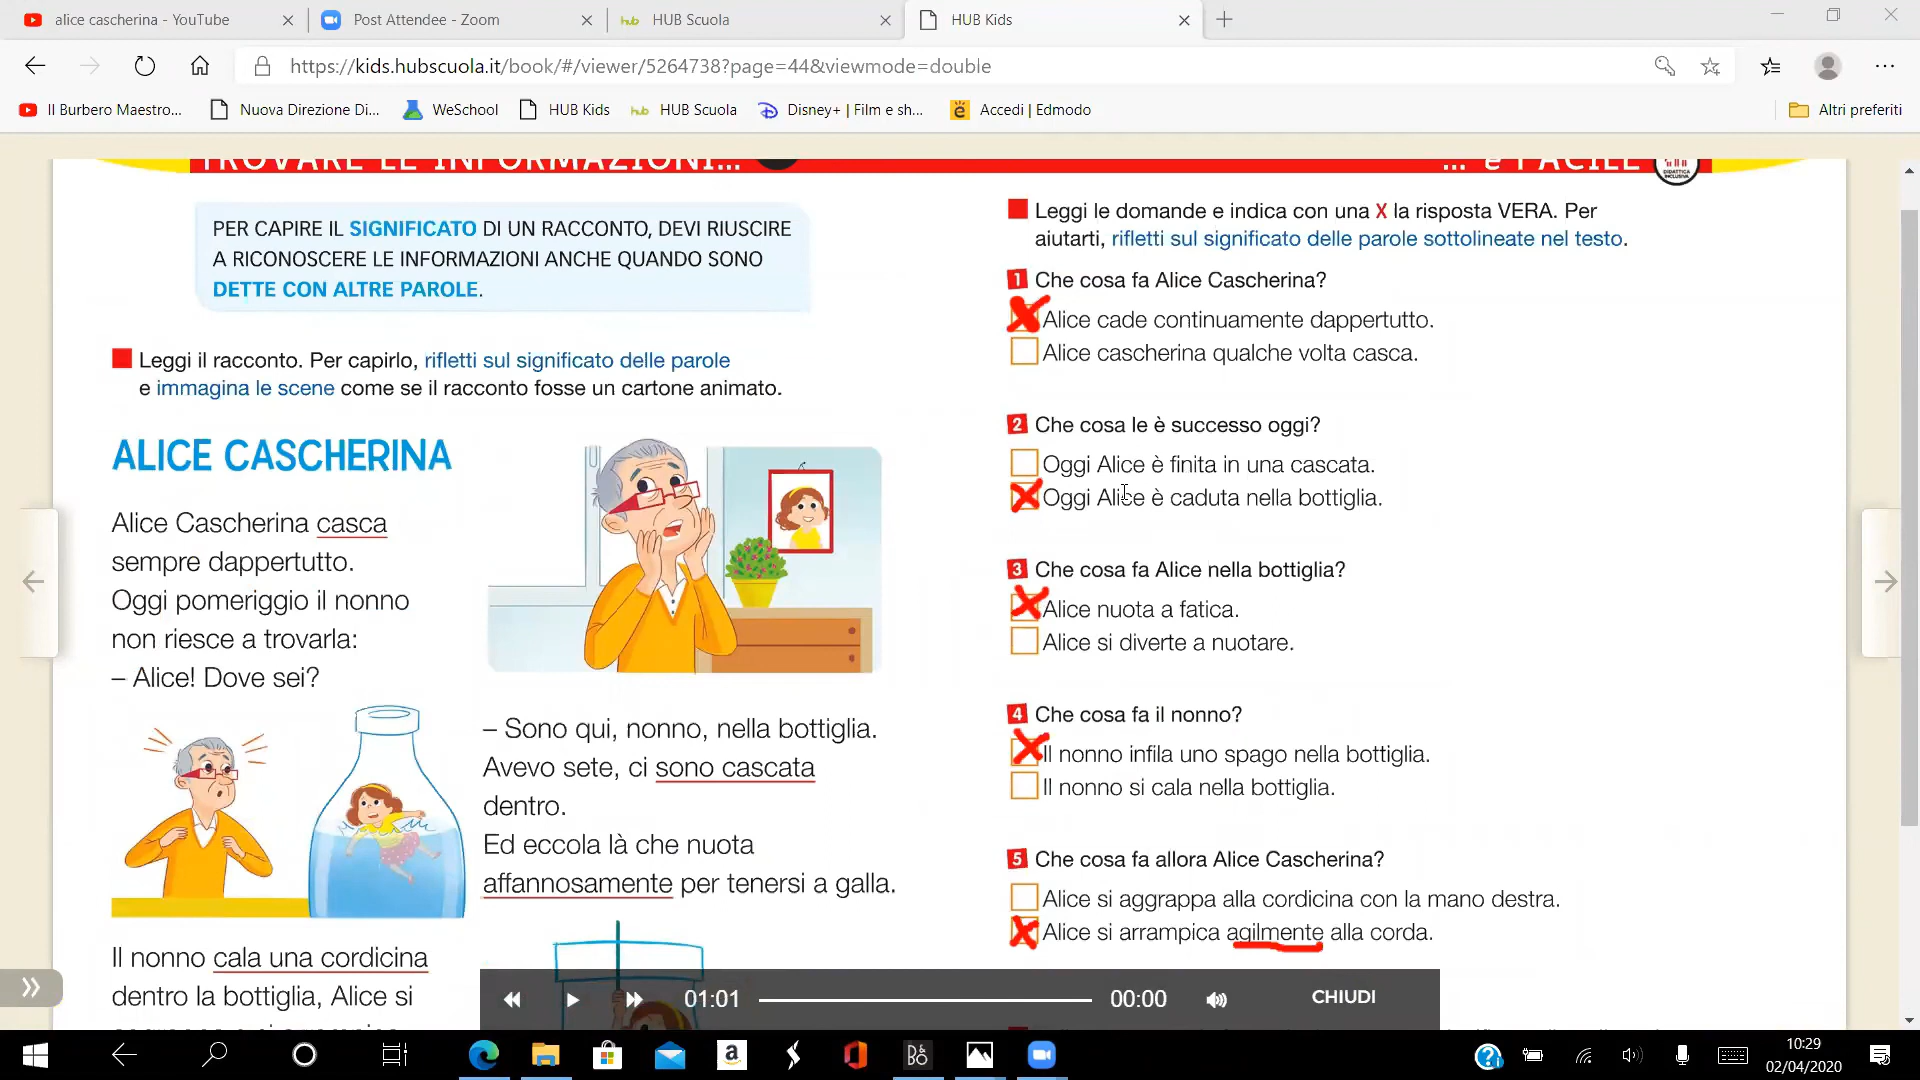 alice cascherina - YouTube
Post Attendee - Zoom
HUB Scuola
HUB Kids
https://kids.hubscuola.it/book/#/viewer/5264738?page=44&viewmode=double
Il Burbero Maestro...
Nuova Direzione Di...
WeSchool
HUB Kids
HUB Scuola
Disney+ | Film e sh...
Accedi | Edmodo
Altri preferiti
TROVARE LE INFORMAZIONI...
... è FACILE
DIDATTICA
INCLUSIVA
PER CAPIRE IL SIGNIFICATO DI UN RACCONTO, DEVI RIUSCIRE
A RICONOSCERE LE INFORMAZIONI ANCHE QUANDO SONO
DETTE CON ALTRE PAROLE.
Leggi il racconto. Per capirlo, rifletti sul significato delle parole
e immagina le scene come se il racconto fosse un cartone animato.
ALICE CASCHERINA
Alice Cascherina casca
sempre dappertutto.
Oggi pomeriggio il nonno
non riesce a trovarla:
– Alice! Dove sei?
– Sono qui, nonno, nella bottiglia.
Avevo sete, ci sono cascata
dentro.
Ed eccola là che nuota
affannosamente per tenersi a galla.
Il nonno cala una cordicina
dentro la bottiglia, Alice si
Leggi le domande e indica con una X la risposta VERA. Per
aiutarti, rifletti sul significato delle parole sottolineate nel testo.
1 Che cosa fa Alice Cascherina?
Alice cade continuamente dappertutto.
Alice cascherina qualche volta casca.
2 Che cosa le è successo oggi?
Oggi Alice è finita in una cascata.
Oggi Alice è caduta nella bottiglia.
3 Che cosa fa Alice nella bottiglia?
Alice nuota a fatica.
Alice si diverte a nuotare.
4 Che cosa fa il nonno?
Il nonno infila uno spago nella bottiglia.
Il nonno si cala nella bottiglia.
5 Che cosa fa allora Alice Cascherina?
Alice si aggrappa alla cordicina con la mano destra.
Alice si arrampica agilmente alla corda.
01:01
00:00
CHIUDI
10:29
02/04/2020